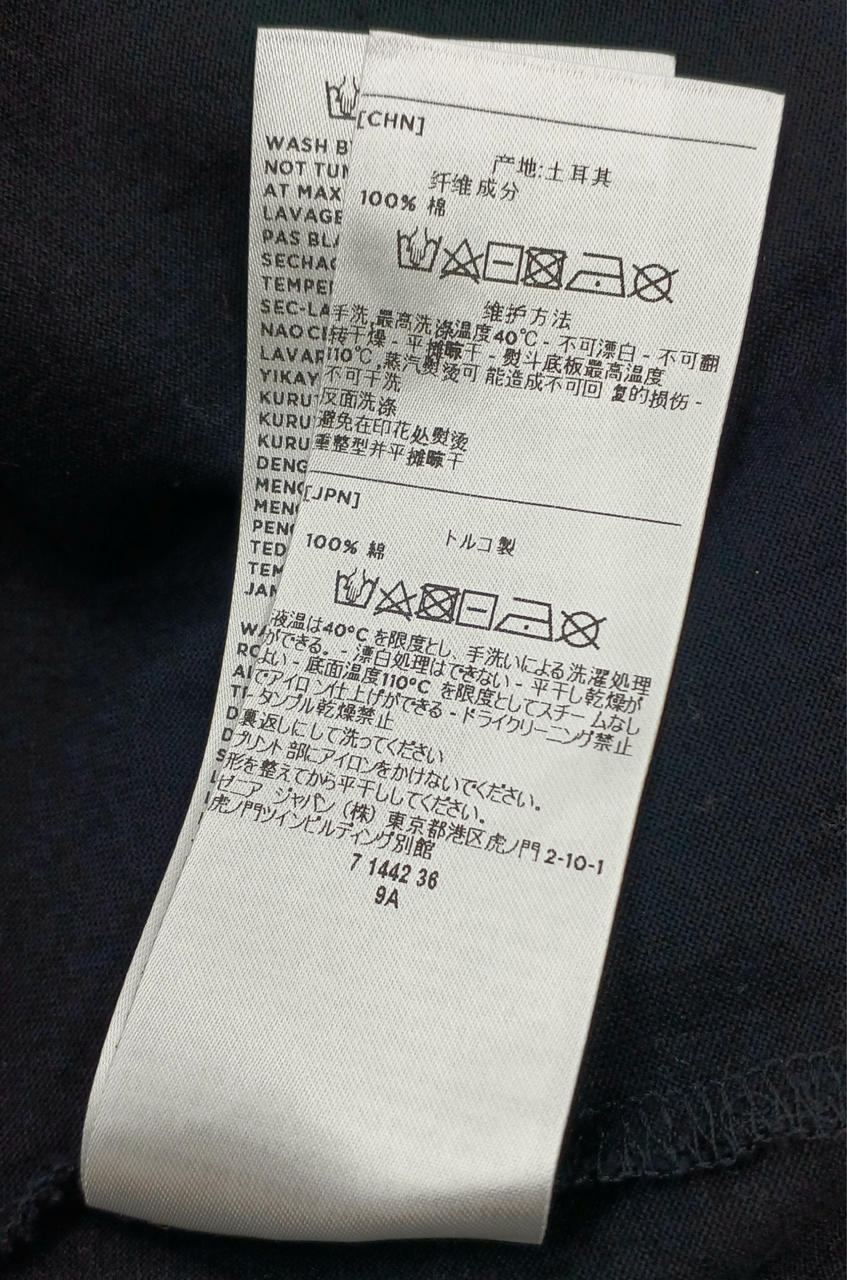 WASH B
NOT TU
AT MAX
LAVAGE
PAS BL
SECHA
TEMPE
SEC-LA
NAO C
LAVAR
YIKAY
KURU
KURU
KURU
DENG
MEN
MEN
PEN
TED
TEM
JAN
[CHN]
产地:土耳其
纤维成分
100% 棉
维护方法
手洗,最高洗涤温度40℃ - 不可漂白 - 不可翻
转干燥 - 平摊晾干 - 熨斗底板最高温度
110℃,蒸汽熨烫可 能造成不可回 复的损伤 -
不可干洗
反面洗涤
避免在印花处熨烫
重整型并平摊晾干
[JPN]
トルコ製
100% 綿
液温は40°C を限度とし、手洗いによる洗濯処理
ができる。 - 漂白処理はできない - 平干し乾燥が
よい - 底面温度110°C を限度としてスチームなし
でアイロン仕上げができる - ドライクリーニング禁止
- タンブル乾燥禁止
裏返しにして洗ってください
プリント部にアイロンをかけないでください。
形を整えてから平干ししてください。
ゼニア ジャパン (株) 東京都港区虎ノ門 2-10-1
虎ノ門ツインビルディング別館
7 1442 36
9A